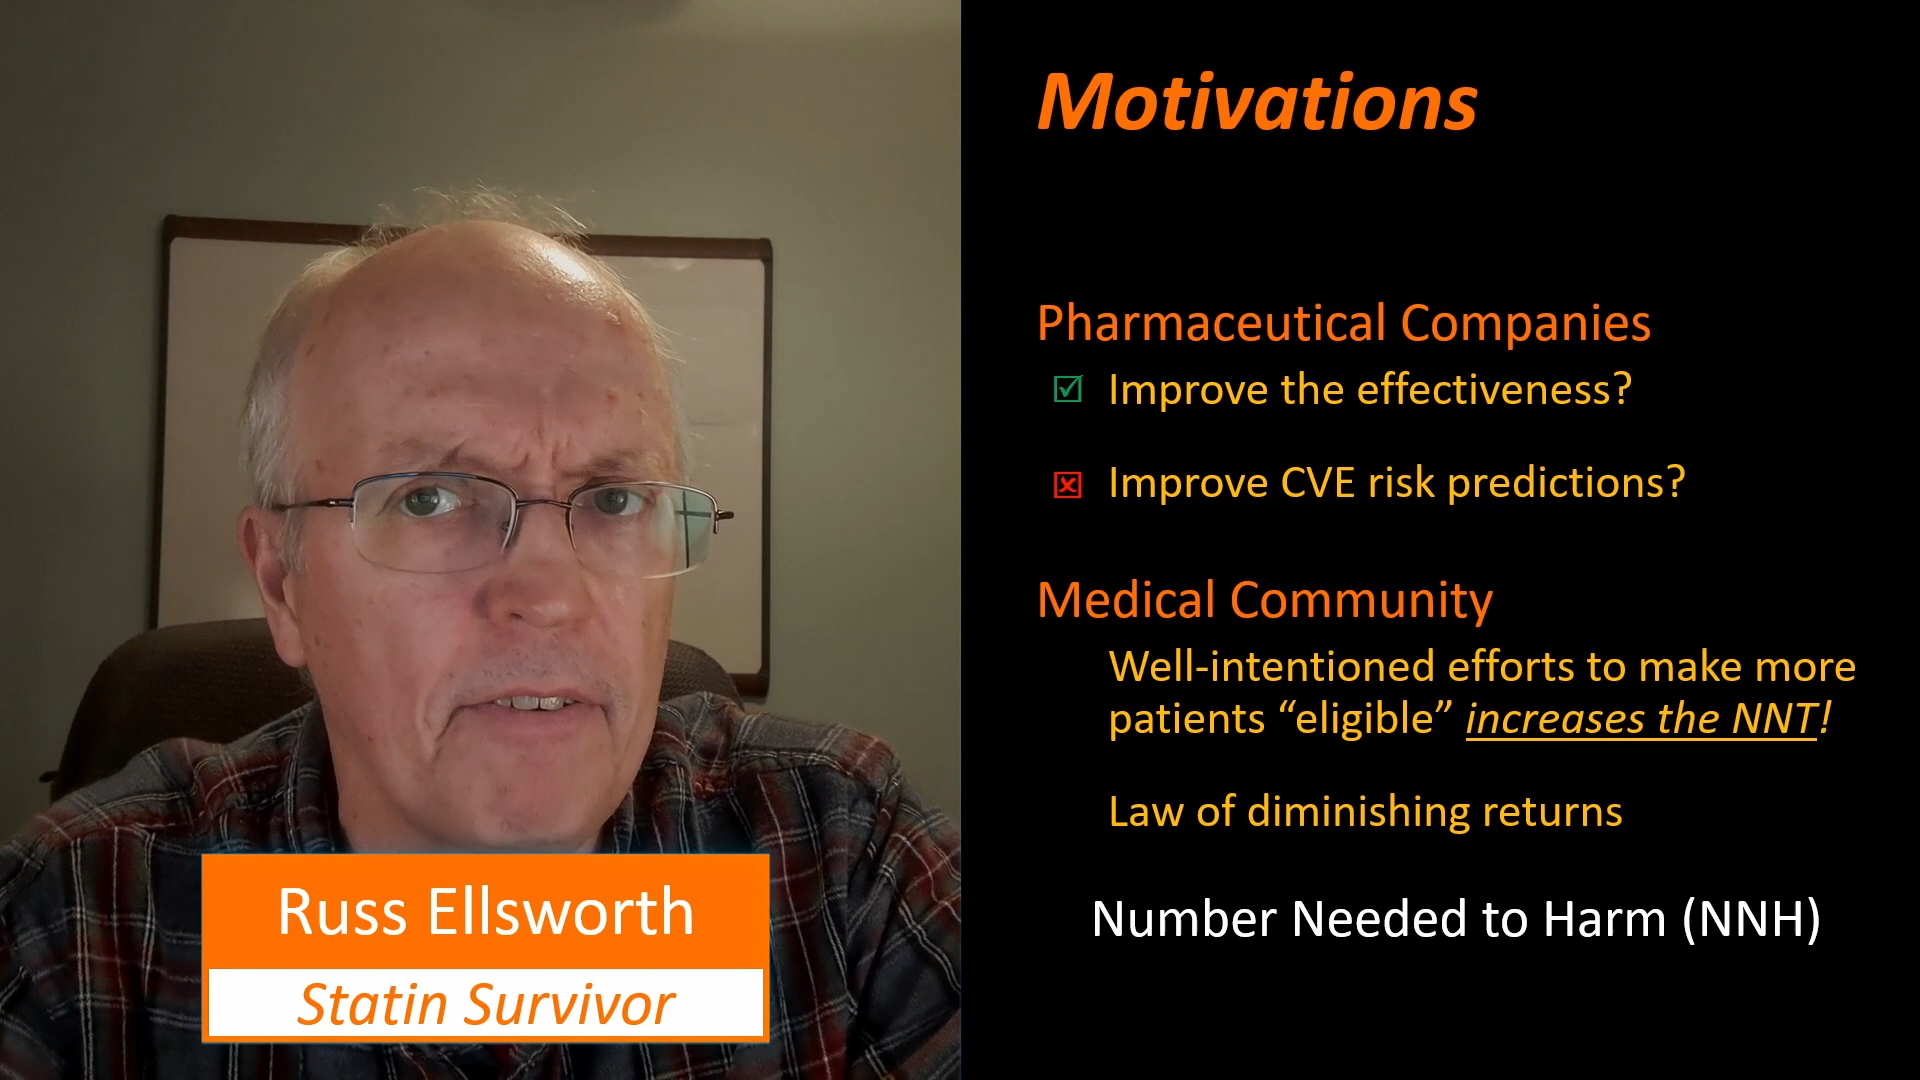 Motivations
Pharmaceutical Companies
Improve the effectiveness?
Improve CVE risk predictions?
Medical Community
Well-intentioned efforts to make more
patients “eligible” increases the NNT!
Law of diminishing returns
Number Needed to Harm (NNH)
Russ Ellsworth
Statin Survivor